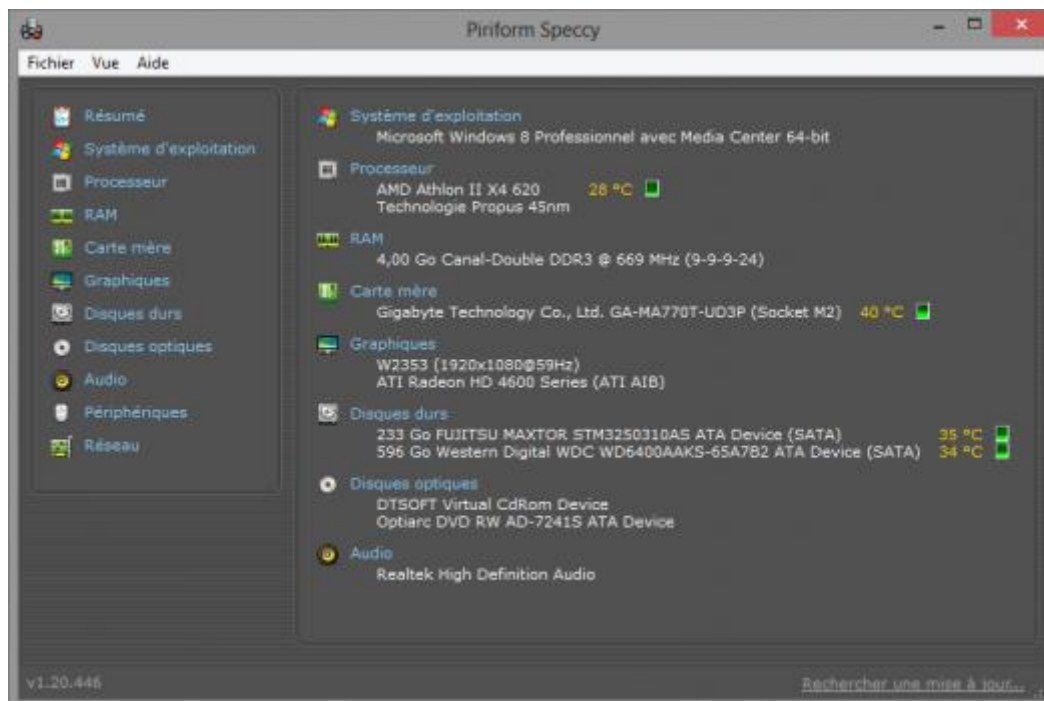 Piriform Speccy
Fichier Vue Aide
Résumé
Système d'exploitation
Processeur
RAM
Carte mère
Graphiques
Disques durs
Disques optiques
Audio
Périphériques
Réseau
Système d'exploitation
Microsoft Windows 8 Professionnel avec Media Center 64-bit
Processeur
AMD Athlon II X4 620 28 °C
Technologie Propus 45nm
RAM
4,00 Go Canal-Double DDR3 @ 669 MHz (9-9-9-24)
Carte mère
Gigabyte Technology Co., Ltd. GA-MA770T-UD3P (Socket M2) 40 °C
Graphiques
W2353 (1920x1080@59Hz)
ATI Radeon HD 4600 Series (ATI AIB)
Disques durs
233 Go FUJITSU MAXTOR STM3250310AS ATA Device (SATA) 35 °C
596 Go Western Digital WDC WD6400AAKS-65A7B2 ATA Device (SATA) 34 °C
Disques optiques
DTSOFT Virtual CdRom Device
Optiarc DVD RW AD-7241S ATA Device
Audio
Realtek High Definition Audio
v1.20.446
Rechercher une mise à jour...